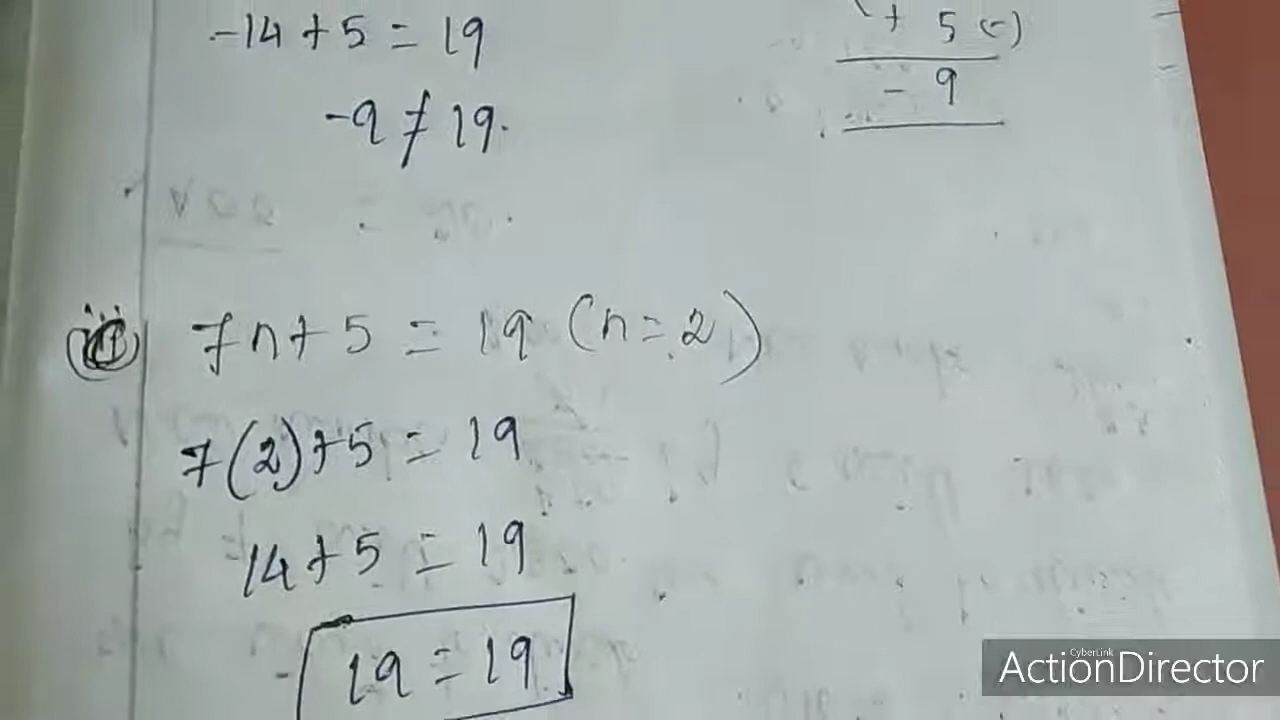 -14 + 5 = 19
-9 ≠ 19.
+ 5 (-)
- 9
7n + 5 = 19 (n = 2)
7(2) + 5 = 19
14 + 5 = 19
19 = 19
CyberLink
ActionDirector